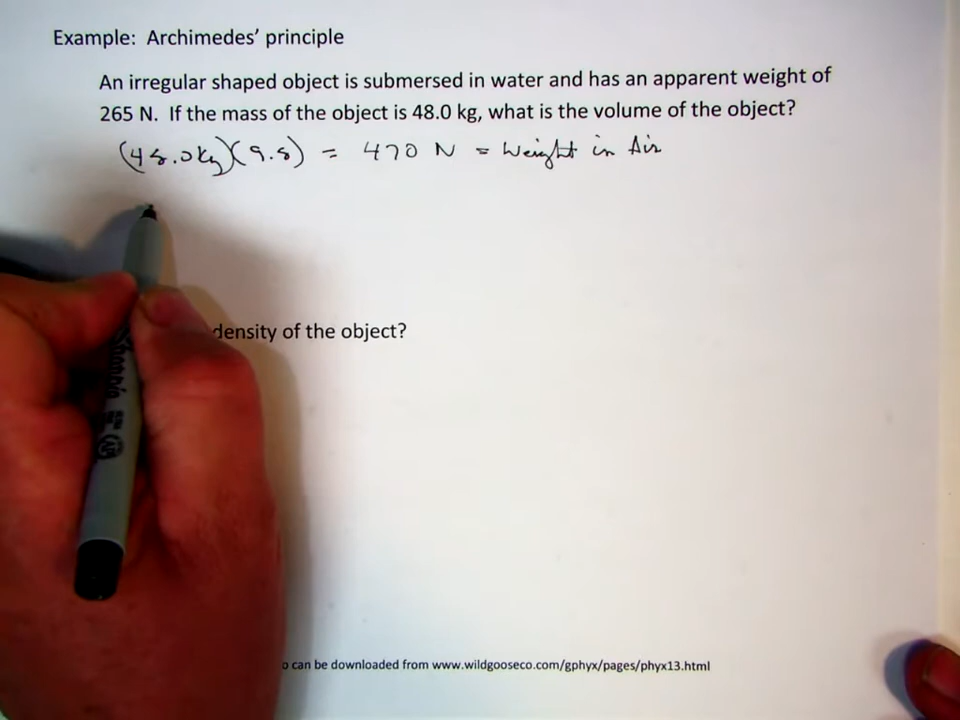 Example: Archimedes' principle
An irregular shaped object is submersed in water and has an apparent weight of
265 N. If the mass of the object is 48.0 kg, what is the volume of the object?
(48.0kg)(9.8) = 470 N = Weight in Air
density of the object?
can be downloaded from www.wildgooseco.com/gphyx/pages/phyx13.html